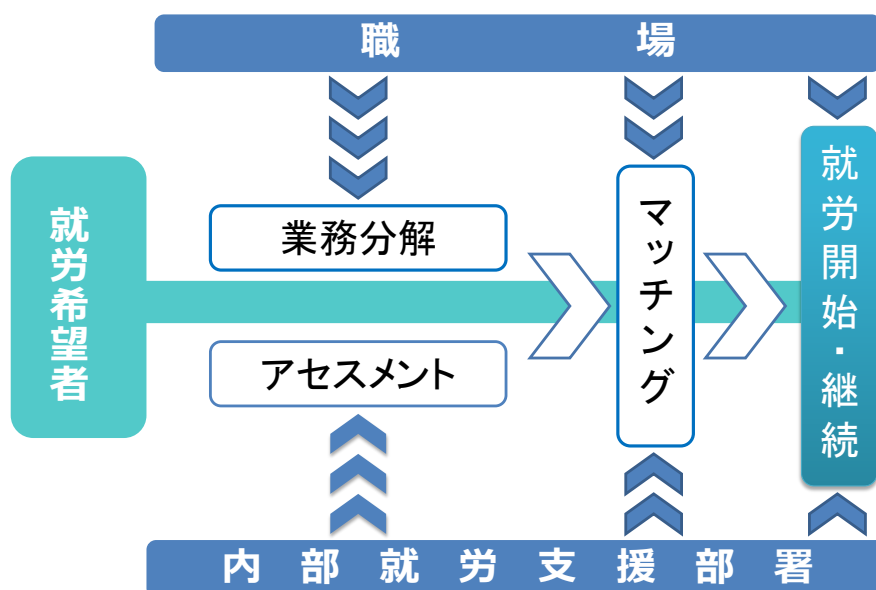 職場
就労希望者
業務分解
アセスメント
マッチング
就労開始・継続
内部就労支援部署